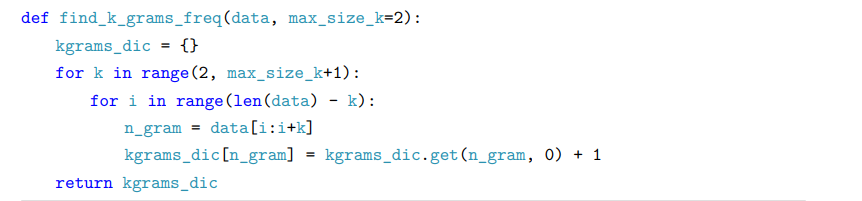 def find_k_grams_freq(data, max_size_k=2):
    kgrams_dic = {}
    for k in range(2, max_size_k+1):
        for i in range(len(data) - k):
            n_gram = data[i:i+k]
            kgrams_dic[n_gram] = kgrams_dic.get(n_gram, 0) + 1
    return kgrams_dic